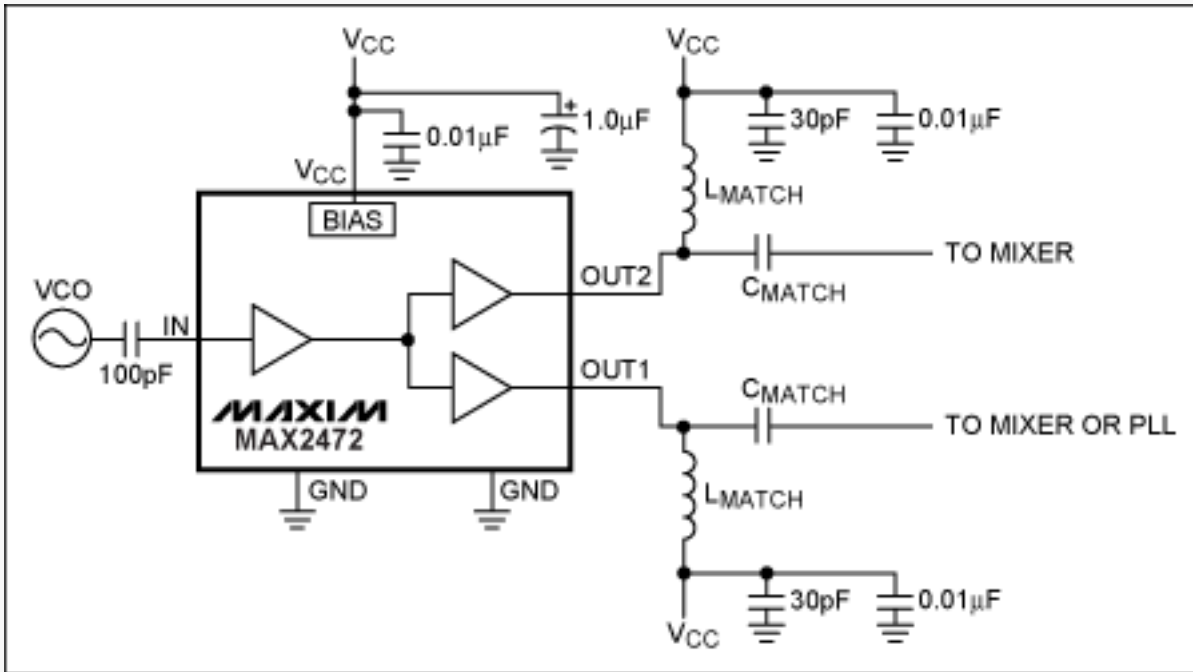 VCC
VCC
1.0μF
0.01μF
30pF
0.01μF
VCC
BIAS
LMATCH
TO MIXER
CMATCH
OUT2
VCO
IN
100pF
OUT1
CMATCH
TO MIXER OR PLL
MAXIM
MAX2472
GND
GND
LMATCH
30pF
0.01μF
VCC